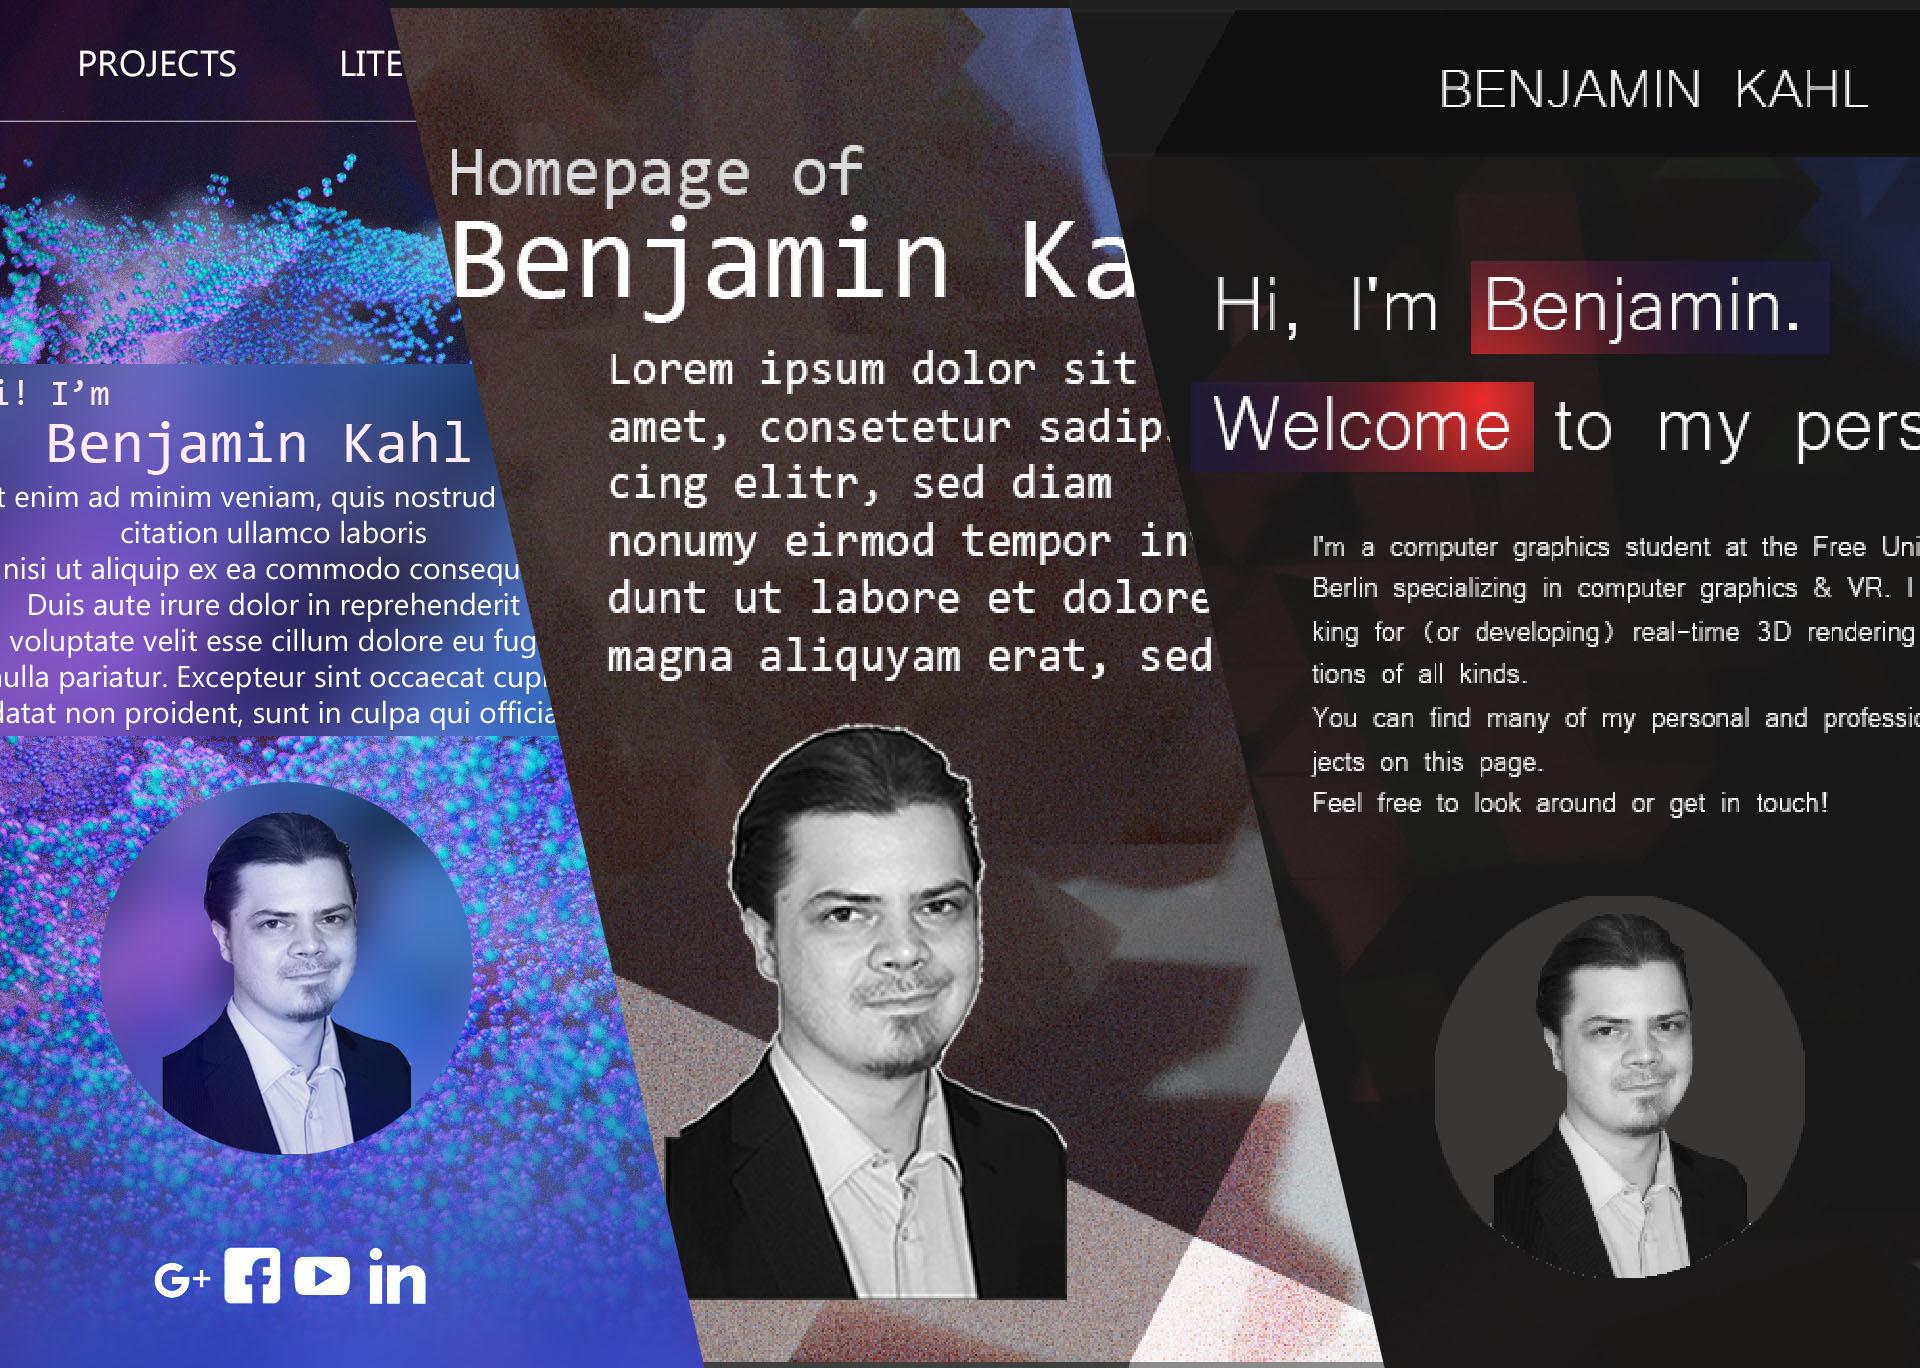 PROJECTS LITE
i! I'm
Benjamin Kahl
t enim ad minim veniam, quis nostrud
citation ullamco laboris
nisi ut aliquip ex ea commodo consequ
Duis aute irure dolor in reprehenderit
voluptate velit esse cillum dolore eu fug
ulla pariatur. Excepteur sint occaecat cupi
datat non proident, sunt in culpa qui officia
G+ f in
Homepage of
Benjamin Ka
Lorem ipsum dolor sit
amet, consetetur sadip
cing elitr, sed diam
nonumy eirmod tempor in
dunt ut labore et dolore
magna aliquyam erat, sed
BENJAMIN KAHL
Hi, I'm Benjamin.
Welcome to my pers
I'm a computer graphics student at the Free Uni
Berlin specializing in computer graphics & VR. I
king for (or developing) real-time 3D rendering
tions of all kinds.
You can find many of my personal and professio
jects on this page.
Feel free to look around or get in touch!